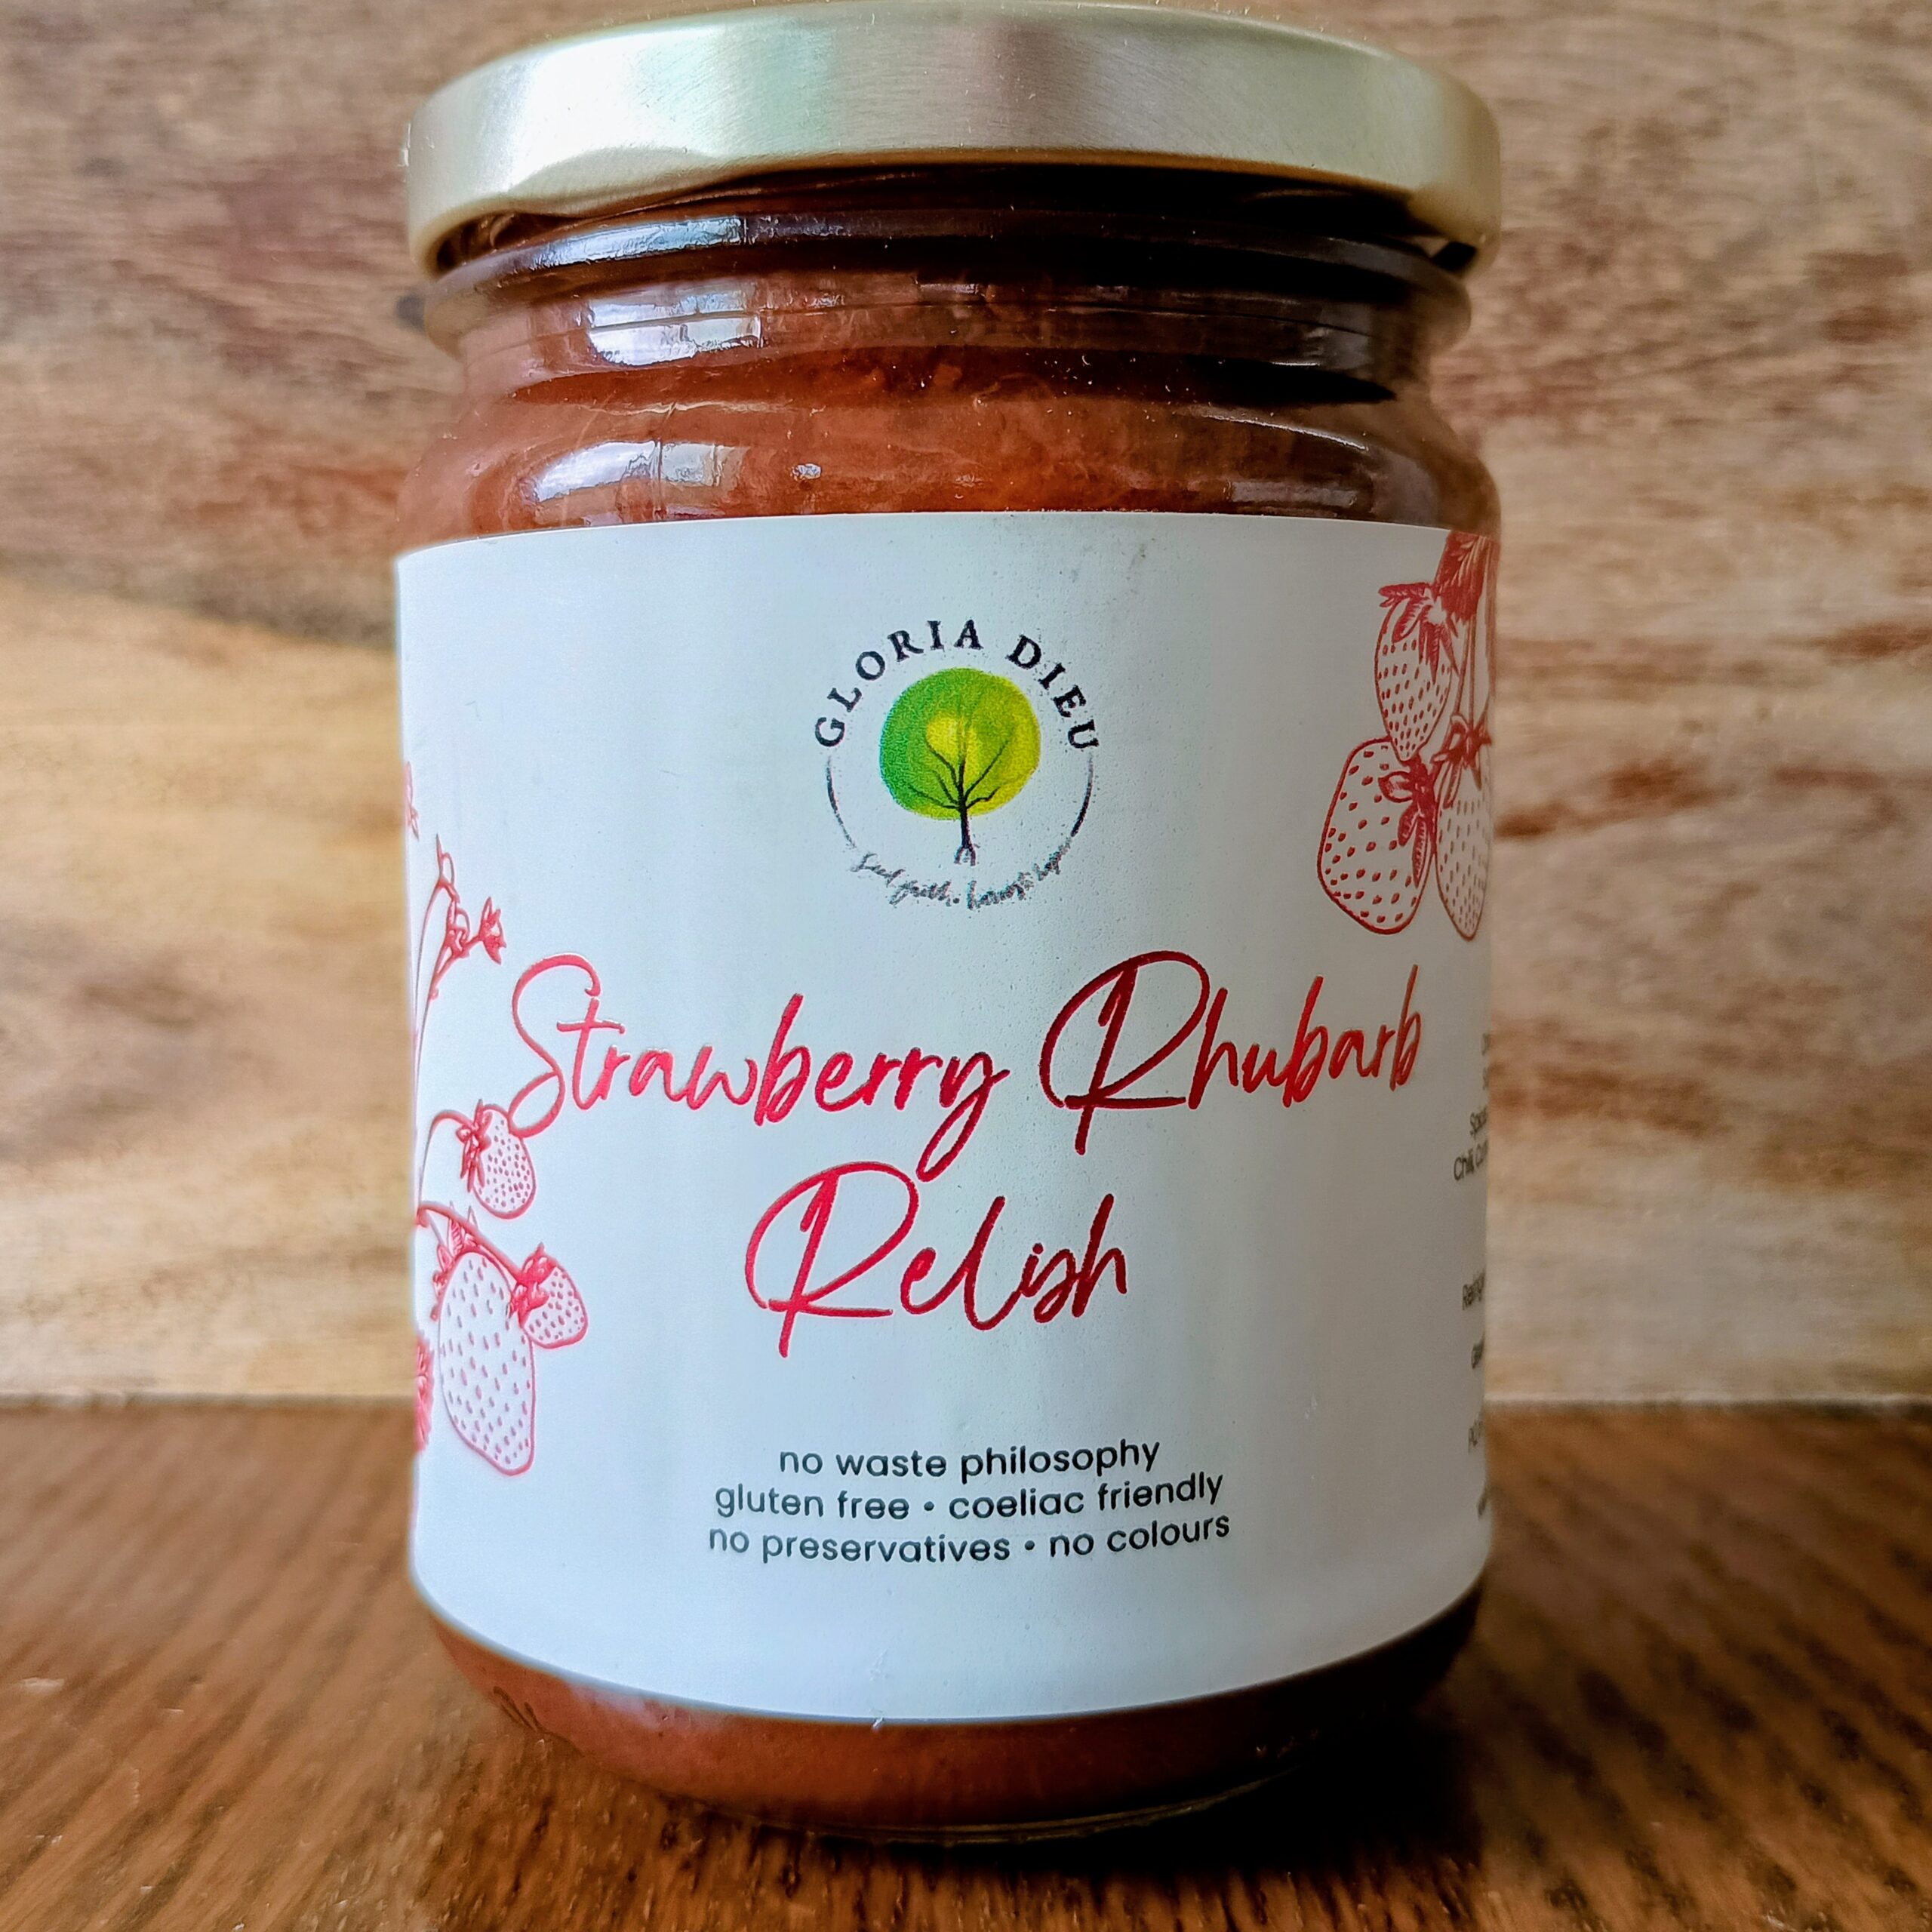 GLORIA DIEU
Strawberry Rhubarb
Relish
no waste philosophy
gluten free • coeliac friendly
no preservatives • no colours